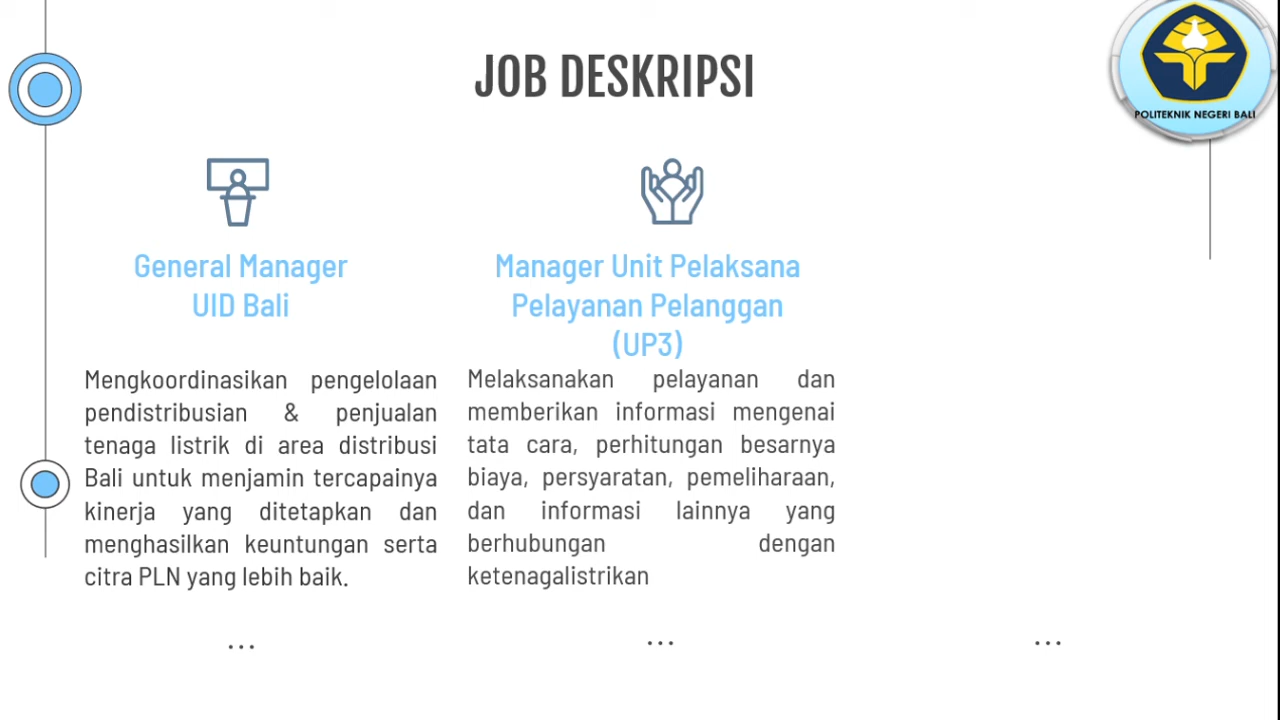 JOB DESKRIPSI
POLITEKNIK NEGERI BALI
General Manager
UID Bali
Mengkoordinasikan pengelolaan
pendistribusian & penjualan
tenaga listrik di area distribusi
Bali untuk menjamin tercapainya
kinerja yang ditetapkan dan
menghasilkan keuntungan serta
citra PLN yang lebih baik.
...
Manager Unit Pelaksana
Pelayanan Pelanggan
(UP3)
Melaksanakan pelayanan dan
memberikan informasi mengenai
tata cara, perhitungan besarnya
biaya, persyaratan, pemeliharaan,
dan informasi lainnya yang
berhubungan dengan
ketenagalistrikan
...
...